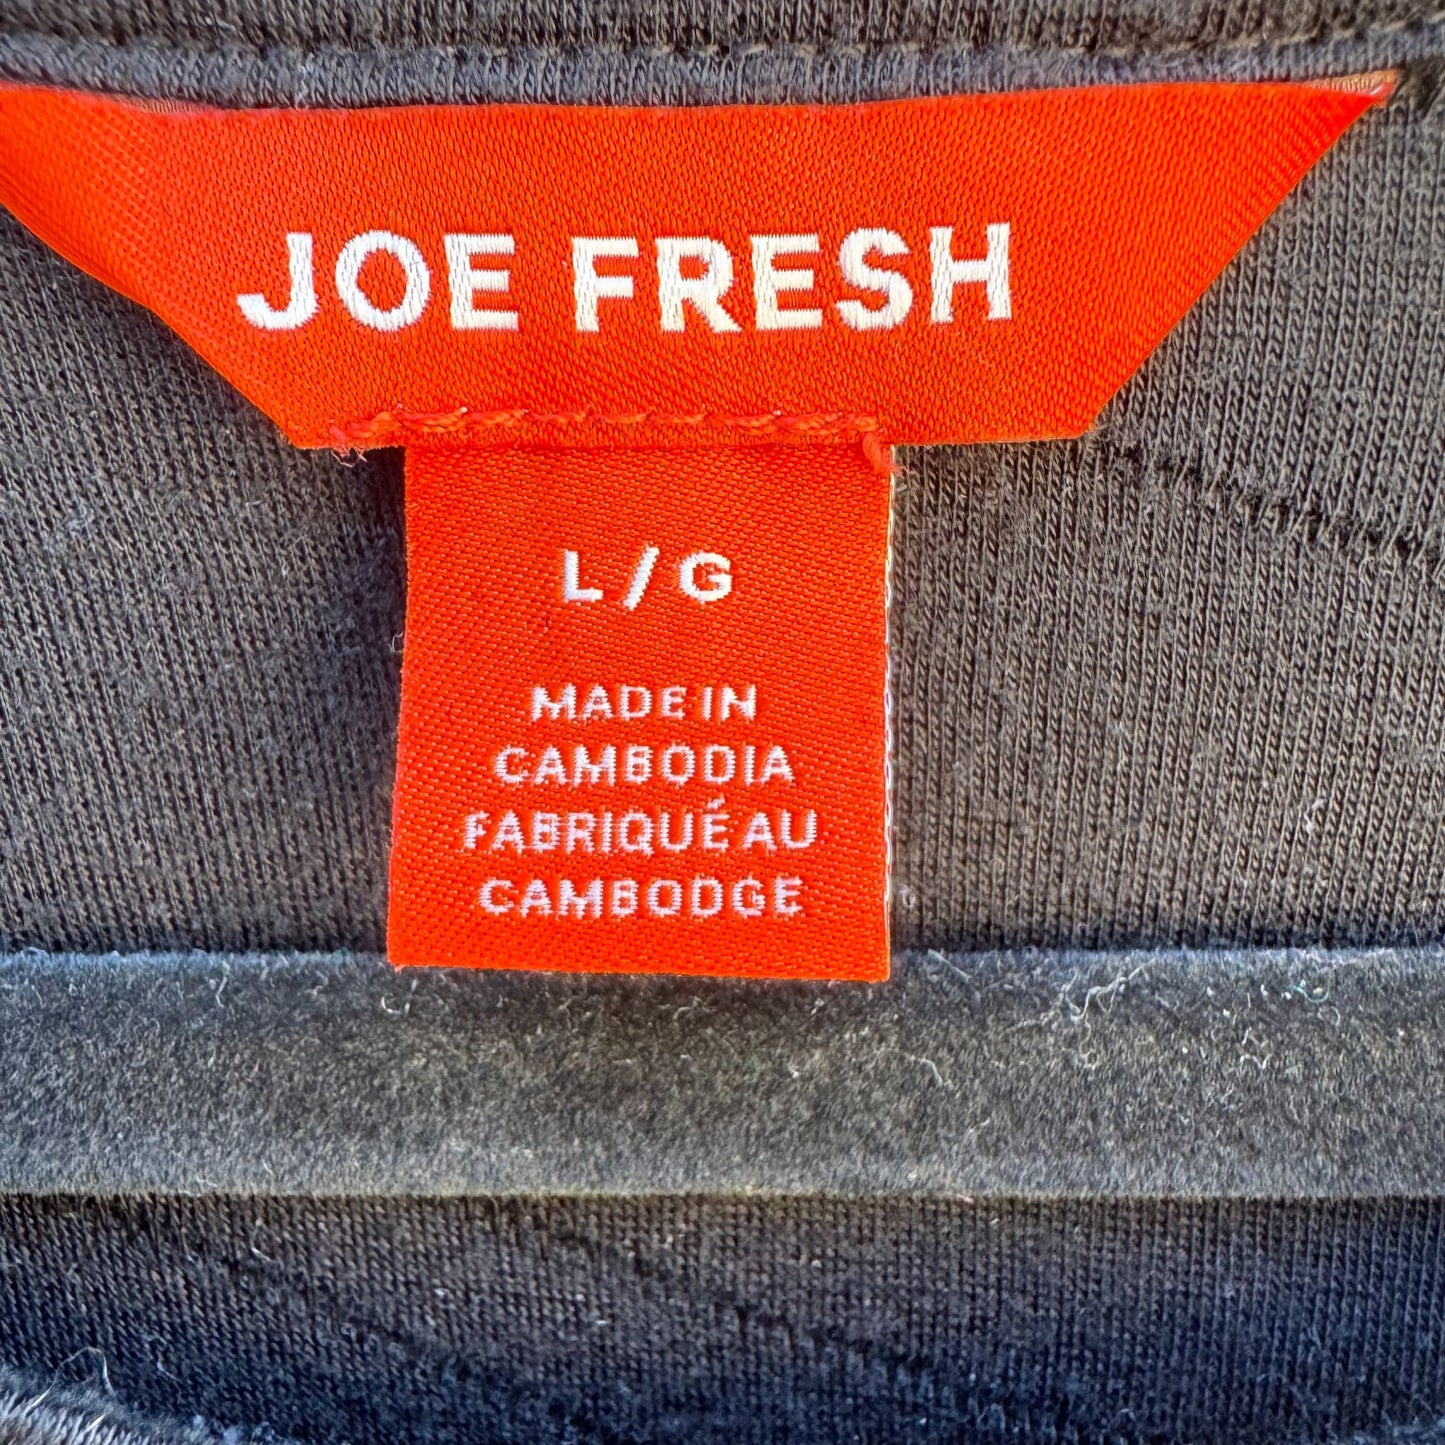 JOE FRESH
L/G
MADE IN
CAMBODIA
FABRIQUÉ AU
CAMBODGE